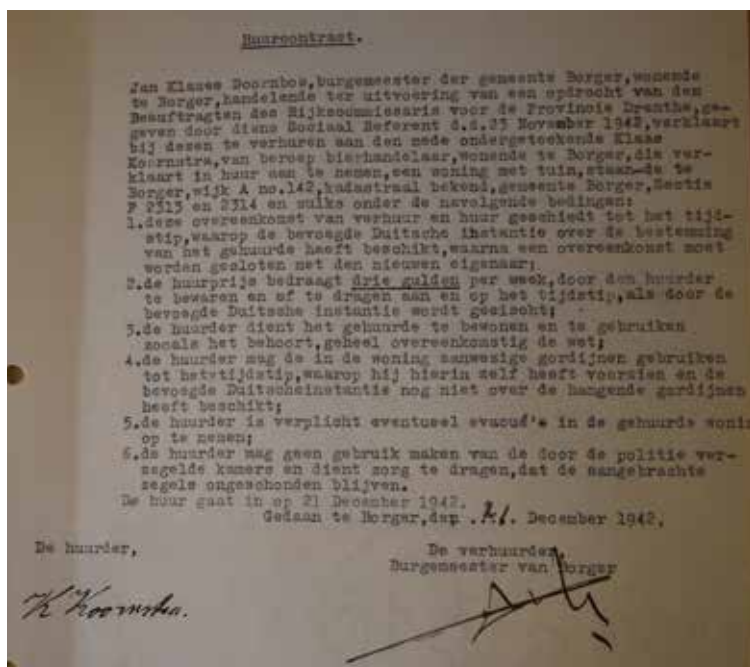 Huurcontract.
Jan Klaas Doornbos,burgemeester der gemeente Borger,wonende
te Borger,handelende ter uitvoering van een opdracht van den
Beauftragten des Rijkscommissaris voor de Provincie Drenthe,ge-
geven door diens Sociaal Referent d.d.23 November 1942,verklaart
bij dezen te verhuren aan den mede ondergeteekende Klaas
Koornstra,van beroep bierhandelaar,wonende te Borger,die ver-
klaart in huur aan te nemen,een woning met tuin,staan-de te
Borger,wijk A no.142,kadastraal bekend,gemeente Borger,Sectie
F 2313 en 2314 en zulks onder de navolgende bedingen:
1.deze overeenkomst van verhuur en huur geschiedt tot het tijd-
stip,waarop de bevoegde Duitsche instantie over de bestemming
van het gehuurde heeft beschikt,waarna een overeenkomst moet
worden gesloten met den nieuwen eigenaar;
2.de huurprijs bedraagt drie gulden per week,door den huurder
te bewaren en of te dragen aan en op het tijdstip,als door de
bevoegde Duitsche instantie wordt geeischt;
3.de huurder dient het gehuurde te bewonen en te gebruiken
zooals het behoort,geheel overeenkomstig de wet;
4.de huurder mag de in de woning aanwezige gordijnen gebruiken
tot het tijdstip,waarop hij hierin zelf heeft voorzien en de
bevoegde Duitscheinstantie nog niet over de hangende gordijnen
heeft beschikt;
5.de huurder is verplicht eventueel evacué's in de gehuurde wonin
op te nemen;
6.de huurder mag geen gebruik maken van de door de politie ver-
zegelde kamers en dient zorg te dragen,dat de aangebrachte
zegels ongeschonden blijven.
De huur gaat in op 21 December 1942.
Gedaan te Borger,den .21. December 1942.
De huurder,
De verhuurder,
Burgemeester van Borger
K Koornstra.